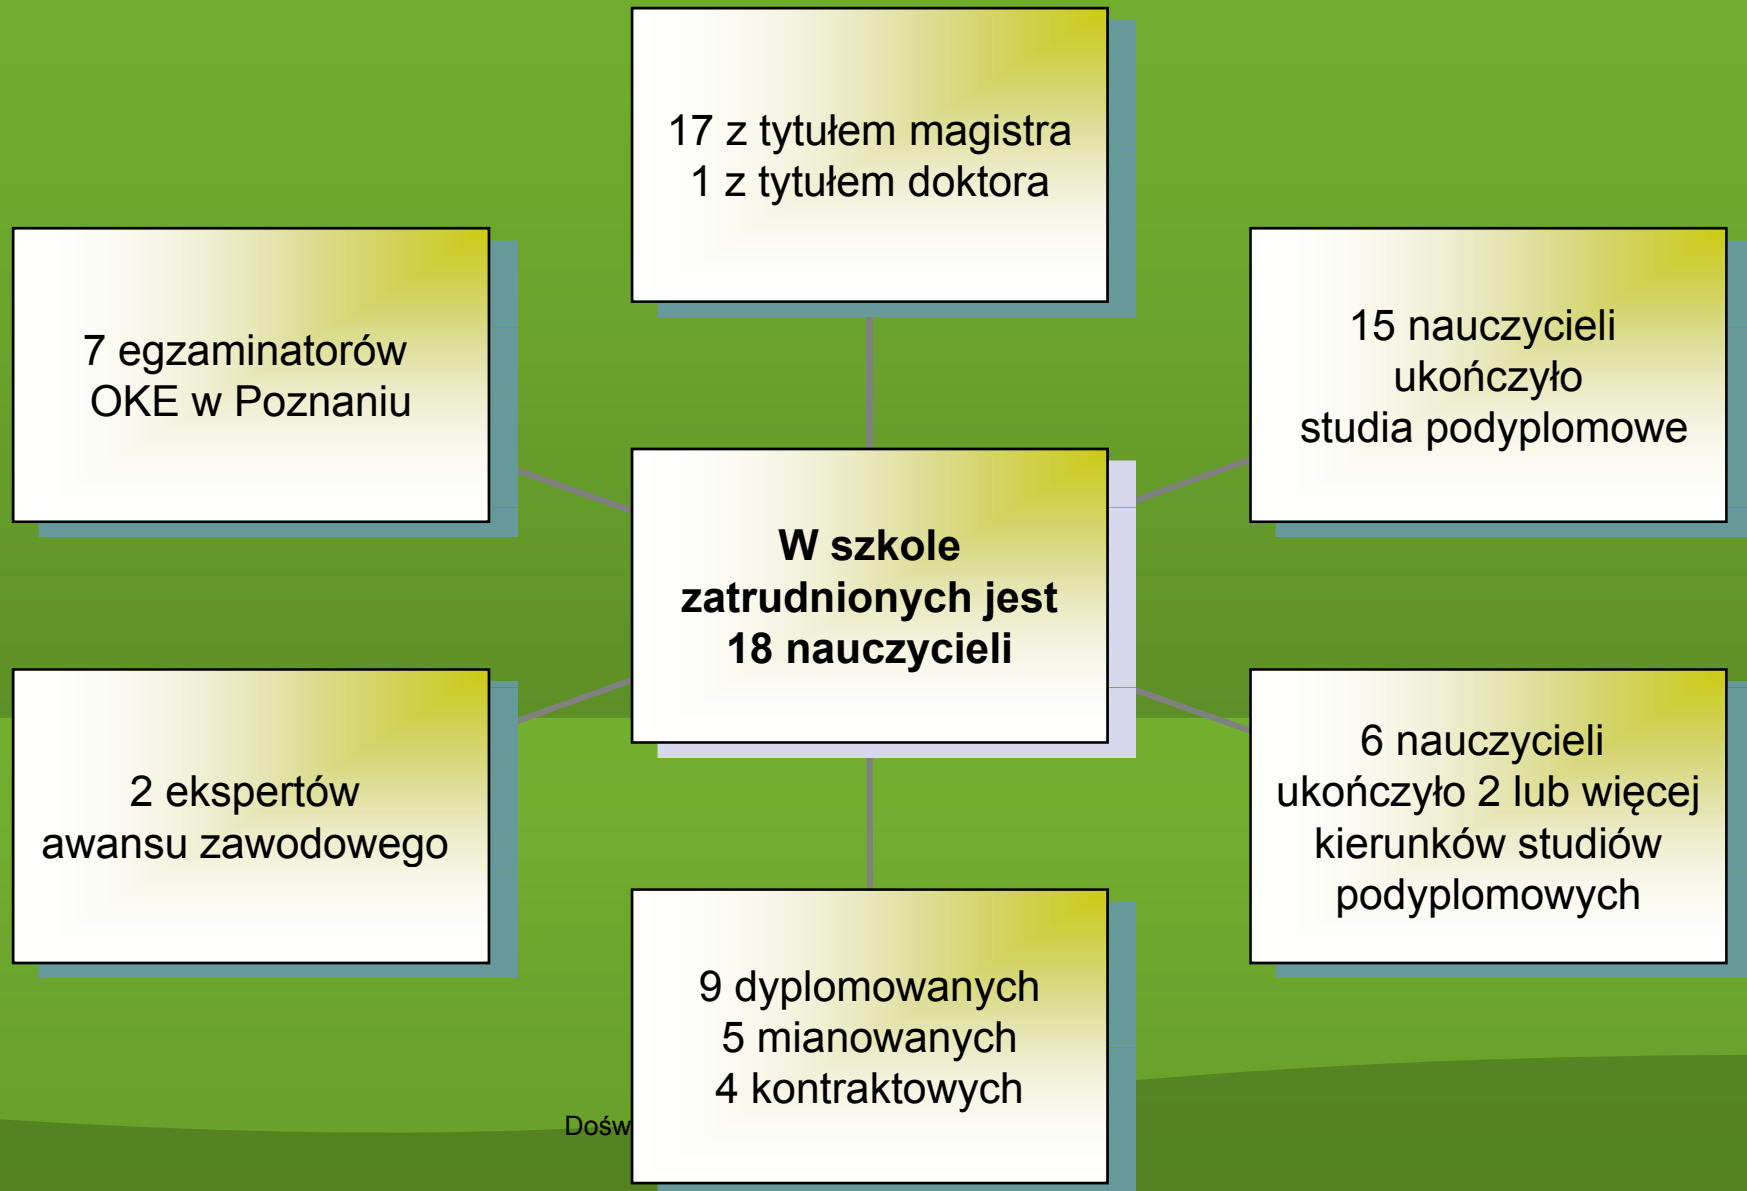 17 z tytułem magistra
1 z tytułem doktora
7 egzaminatorów
OKE w Poznaniu
15 nauczycieli
ukończyło
studia podyplomowe
W szkole
zatrudnionych jest
18 nauczycieli
2 ekspertów
awansu zawodowego
6 nauczycieli
ukończyło 2 lub więcej
kierunków studiów
podyplomowych
9 dyplomowanych
5 mianowanych
4 kontraktowych